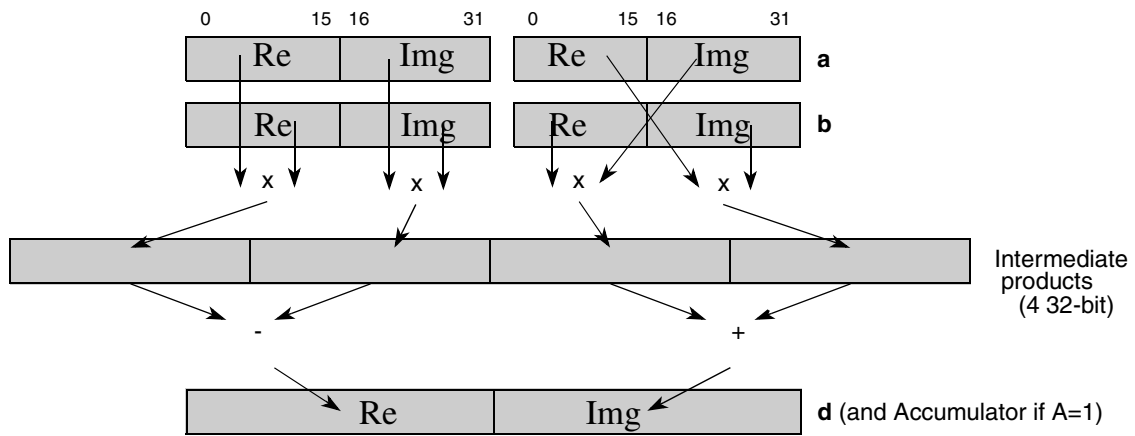 0 15 16 31 0 15 16 31
Re Img Re Img a
Re Img Re Img b
x x x x
Intermediate
products
(4 32-bit)
- +
Re Img d (and Accumulator if A=1)